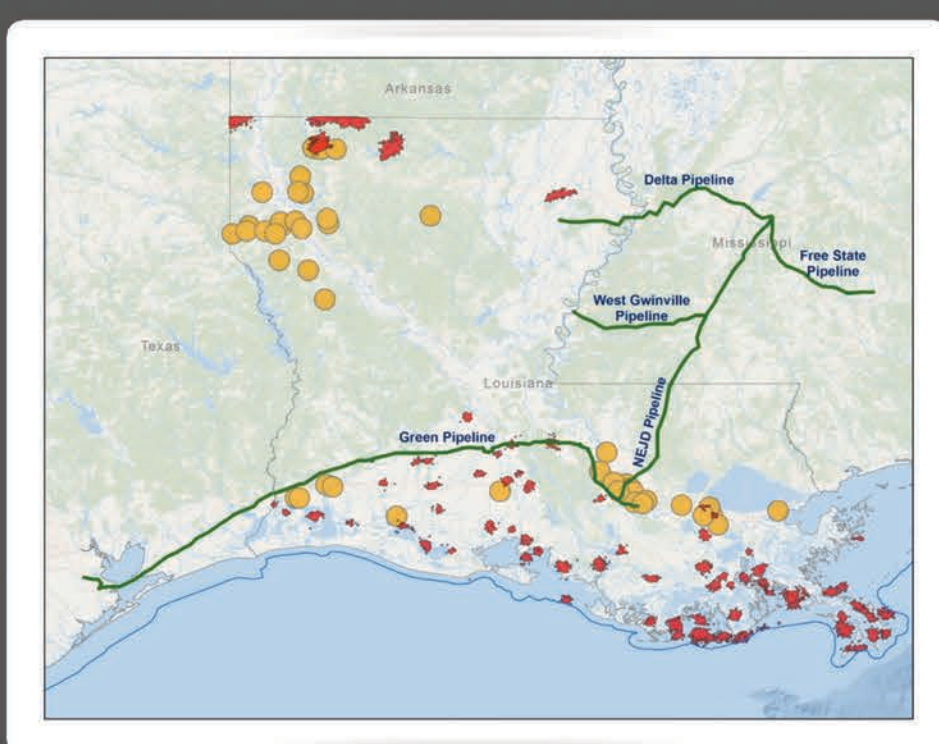 Arkansas
Delta Pipeline
Mississippi
Free State
Pipeline
West Gwinville
Pipeline
Texas
Louisiana
NEJD Pipeline
Green Pipeline